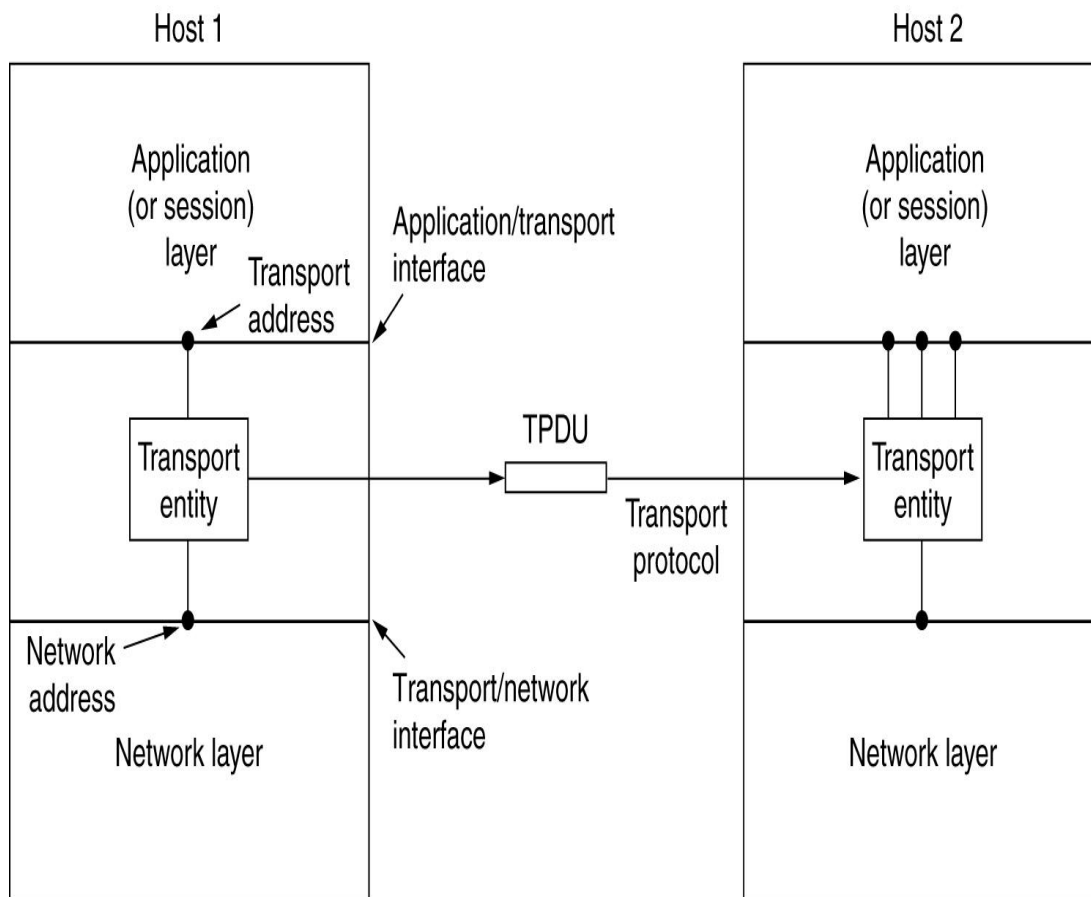 Host 1
Host 2
Application
(or session)
layer
Transport
address
Application/transport
interface
Application
(or session)
layer
Transport
entity
TPDU
Transport
protocol
Transport
entity
Network
address
Transport/network
interface
Network layer
Network layer